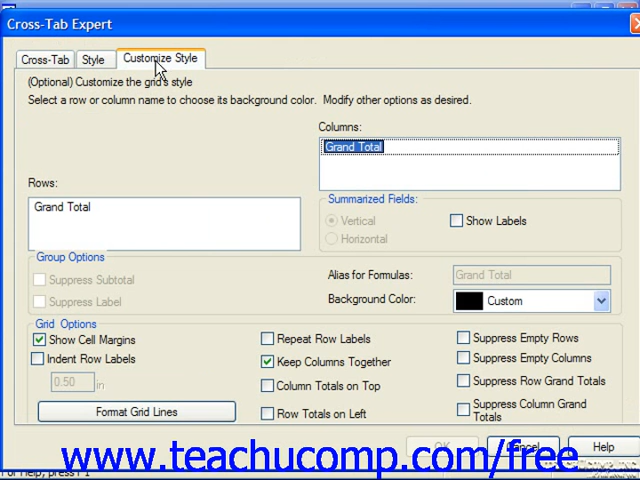 Cross-Tab Expert
Cross-Tab Style Customize Style
(Optional) Customize the grid's style
Select a row or column name to choose its background color. Modify other options as desired.
Columns:
Grand Total
Rows:
Grand Total
Summarized Fields:
Vertical
Show Labels
Horizontal
Group Options
Suppress Subtotal
Suppress Label
Alias for Formulas: Grand Total
Background Color: Custom
Grid Options
Show Cell Margins
Indent Row Labels
0.50 in
Format Grid Lines
Repeat Row Labels
Keep Columns Together
Column Totals on Top
Row Totals on Left
Suppress Empty Rows
Suppress Empty Columns
Suppress Row Grand Totals
Suppress Column Grand
Totals
OK Cancel Help
www.teachucomp.com/free
For Help, press F1